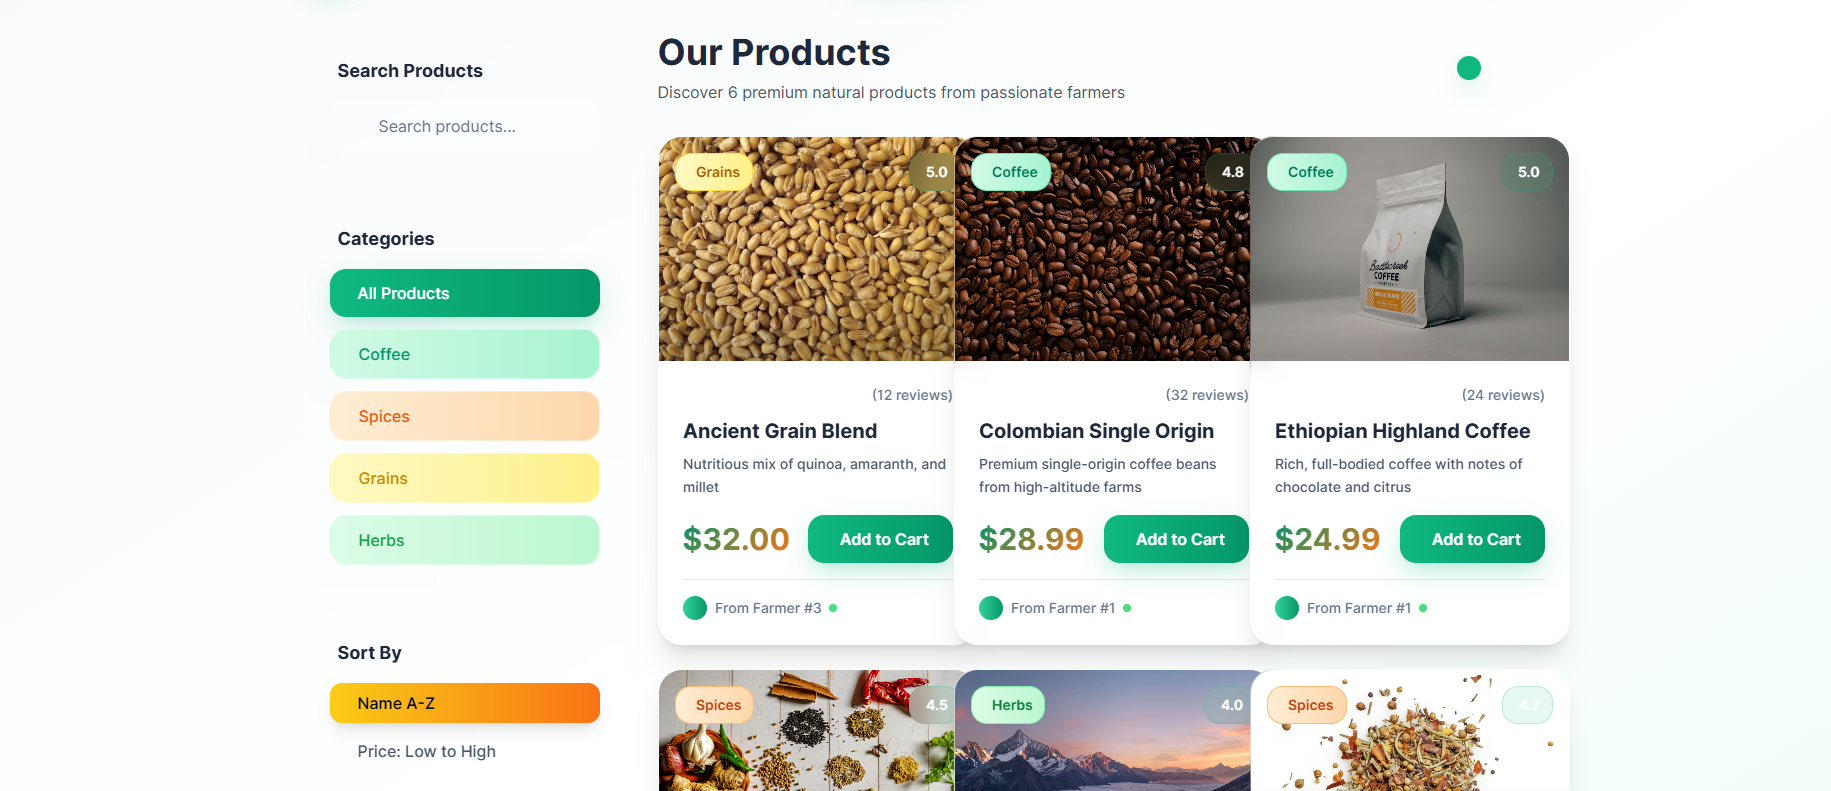 Search Products
Search products...
Categories
All Products
Coffee
Spices
Grains
Herbs
Sort By
Name A-Z
Price: Low to High
Our Products
Discover 6 premium natural products from passionate farmers
Grains
5.0
(12 reviews)
Ancient Grain Blend
Nutritious mix of quinoa, amaranth, and
millet
$32.00
Add to Cart
From Farmer #3
Coffee
4.8
(32 reviews)
Colombian Single Origin
Premium single-origin coffee beans
from high-altitude farms
$28.99
Add to Cart
From Farmer #1
Coffee
5.0
COFFEE
(24 reviews)
Ethiopian Highland Coffee
Rich, full-bodied coffee with notes of
chocolate and citrus
$24.99
Add to Cart
From Farmer #1
Spices
4.5
Herbs
4.0
Spices
4.7